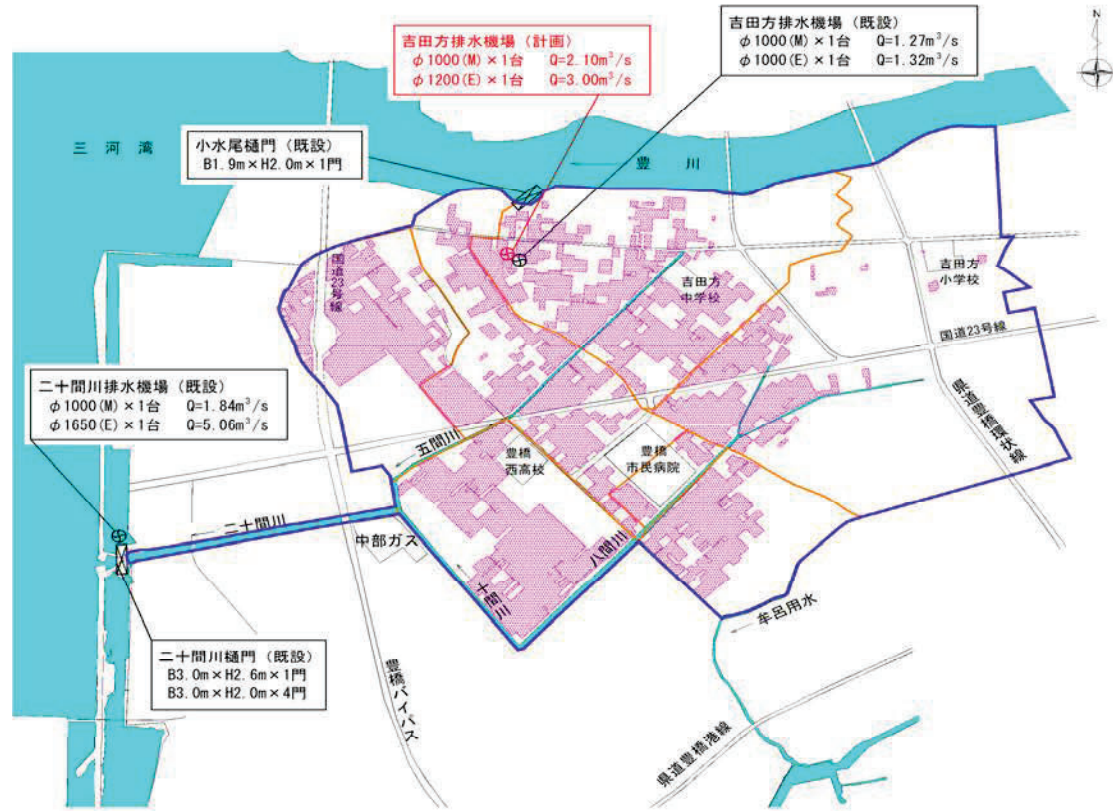 吉田方排水機場（計画）
φ1000(M)×1台 Q=2.10m³/s
φ1200(E)×1台 Q=3.00m³/s
吉田方排水機場（既設）
φ1000(M)×1台 Q=1.27m³/s
φ1000(E)×1台 Q=1.32m³/s
N
三河湾
小水尾樋門（既設）
B1.9m×H2.0m×1門
豊川
国道23号線
吉田方
中学校
吉田方
小学校
国道23号線
県道豊橋環状線
二十間川排水機場（既設）
φ1000(M)×1台 Q=1.84m³/s
φ1650(E)×1台 Q=5.06m³/s
五間川
豊橋
西高校
豊橋
市民病院
二十間川
中部ガス
八間川
十間川
牟呂用水
二十間川樋門（既設）
B3.0m×H2.6m×1門
B3.0m×H2.0m×4門
豊橋バイパス
県道豊橋港線